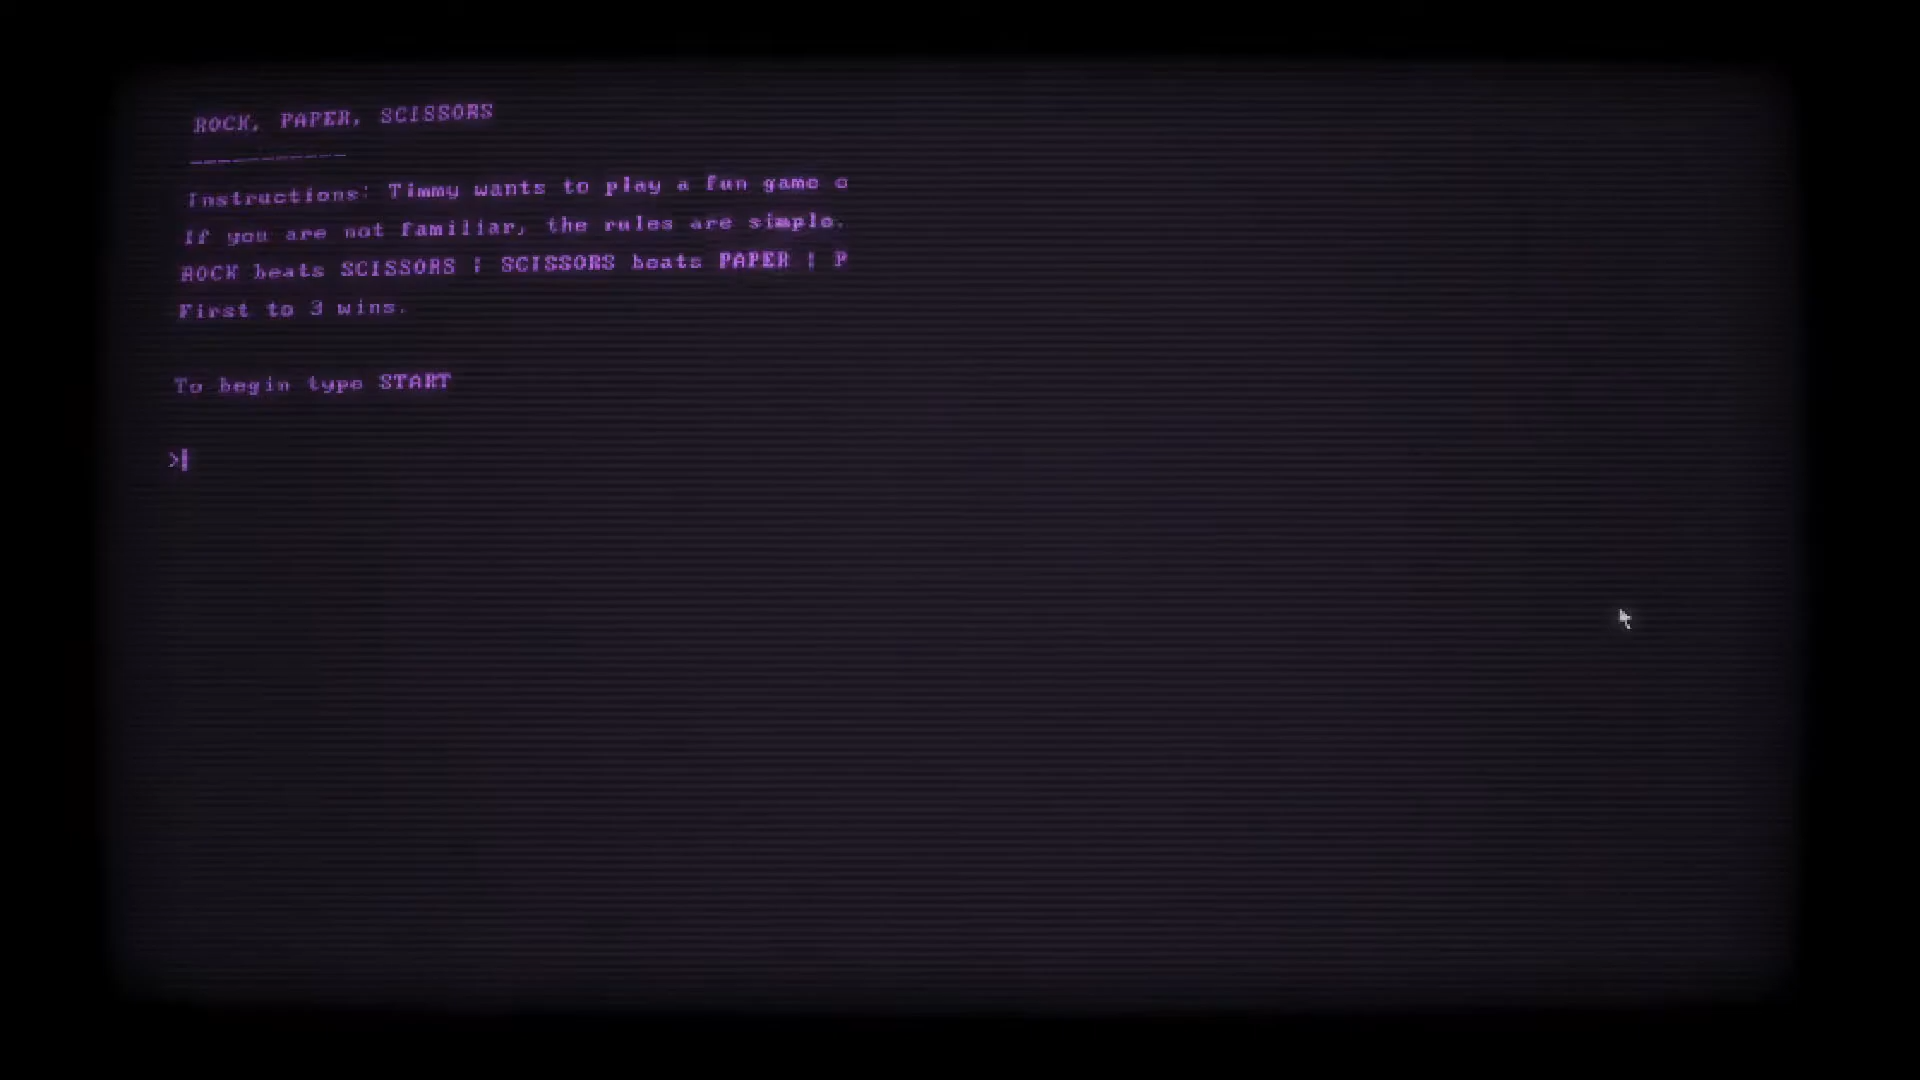 ROCK, PAPER, SCISSORS
-----------
Instructions: Timmy wants to play a fun game o
If you are not familiar, the rules are simple.
ROCK beats SCISSORS | SCISSORS beats PAPER | P
First to 3 wins.
To begin type START
>